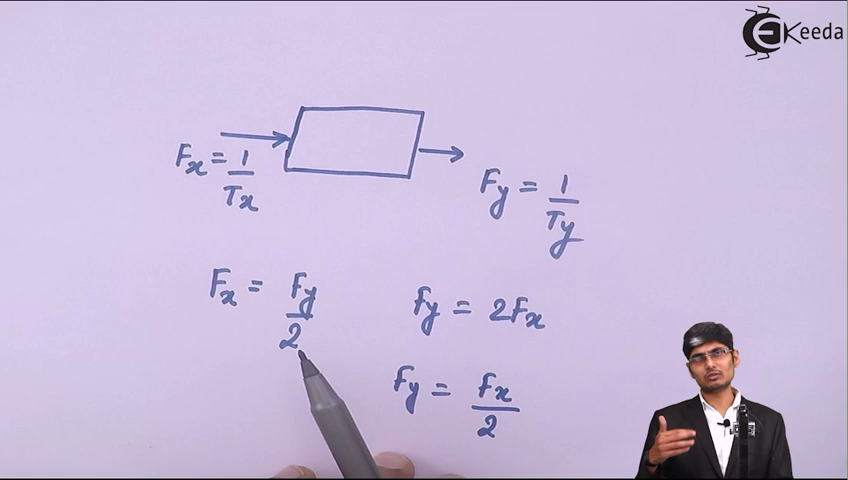 Keeda
Fx = 1/Tx
Fy = 1/Ty
Fx = Fy/2
Fy = 2Fx
Fy = Fx/2